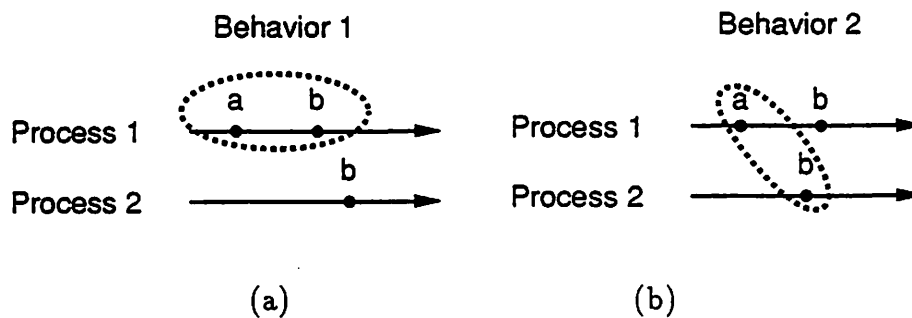 Behavior 1
a b
Process 1
b
Process 2
(a)
Behavior 2
a b
Process 1
b
Process 2
(b)